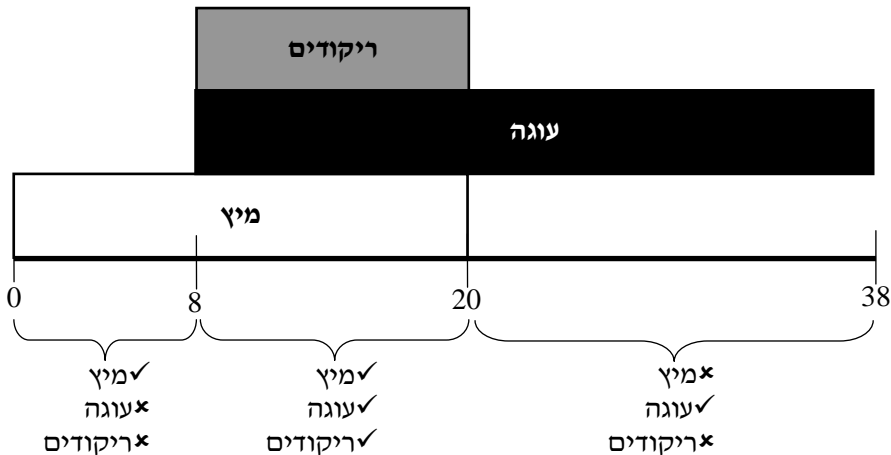 ריקודים
עוגה
מיץ
0 8 20 38
✓מיץ ✓מיץ ✗מיץ
✗עוגה ✓עוגה ✓עוגה
✗ריקודים ✓ריקודים ✗ריקודים